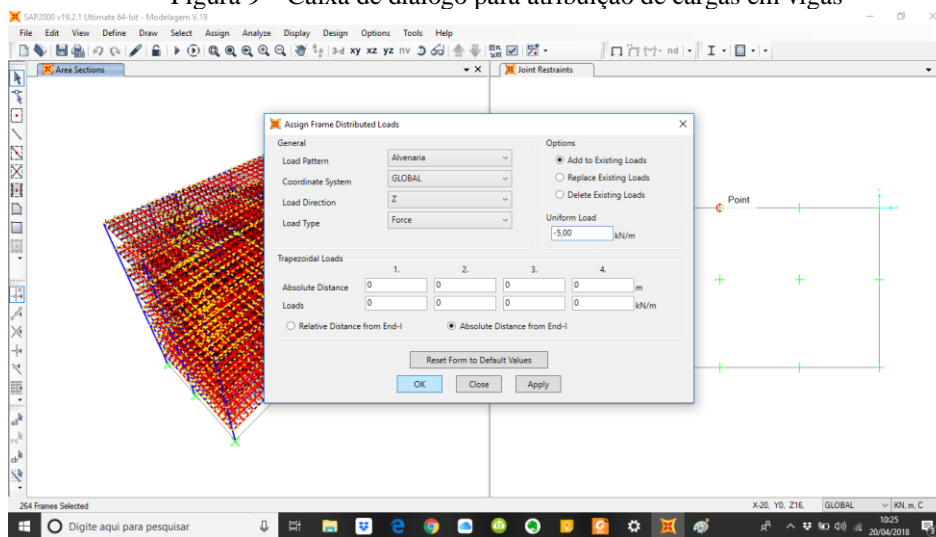 Figura 9 – Caixa de diálogo para atribuição de cargas em vigas
SAP2000 v19.2.1 Ultimate 64-bit - Modelagem V.19
File Edit View Define Draw Select Assign Analyze Display Design Options Tools Help
3-d xy xz yz nv nd
Area Sections
Joint Restraints
Assign Frame Distributed Loads
General
Load Pattern Alvenaria
Coordinate System GLOBAL
Load Direction Z
Load Type Force
Options
Add to Existing Loads
Replace Existing Loads
Delete Existing Loads
Uniform Load
-5,00 kN/m
Trapezoidal Loads
1. 2. 3. 4.
Absolute Distance 0 0 0 0 m
Loads 0 0 0 0 kN/m
Relative Distance from End-I Absolute Distance from End-I
Reset Form to Default Values
OK Close Apply
Point
264 Frames Selected
X-20, Y0, Z16, GLOBAL KN, m, C
Digite aqui para pesquisar
10:25
20/04/2018